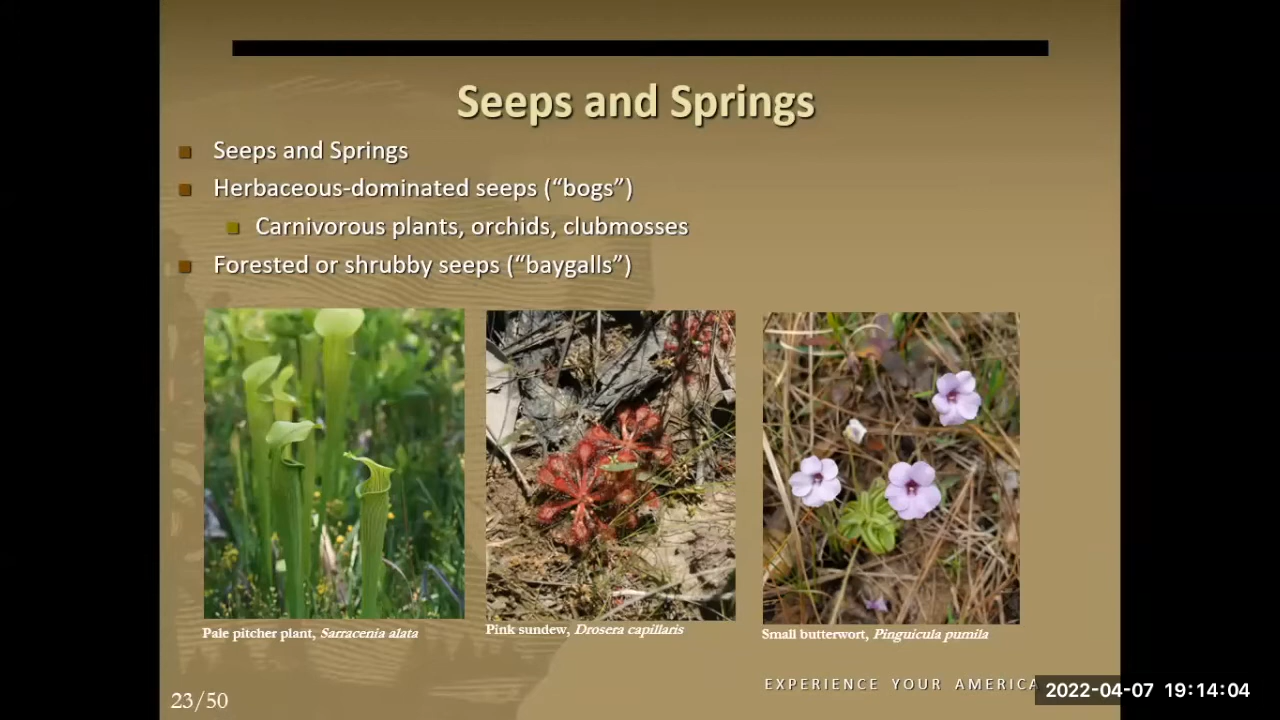 Seeps and Springs
Seeps and Springs
Herbaceous-dominated seeps (“bogs”)
Carnivorous plants, orchids, clubmosses
Forested or shrubby seeps (“baygalls”)
Pale pitcher plant, Sarracenia alata
Pink sundew, Drosera capillaris
Small butterwort, Pinguicula pumila
EXPERIENCE YOUR AMERICA
2022-04-07 19:14:04
23/50